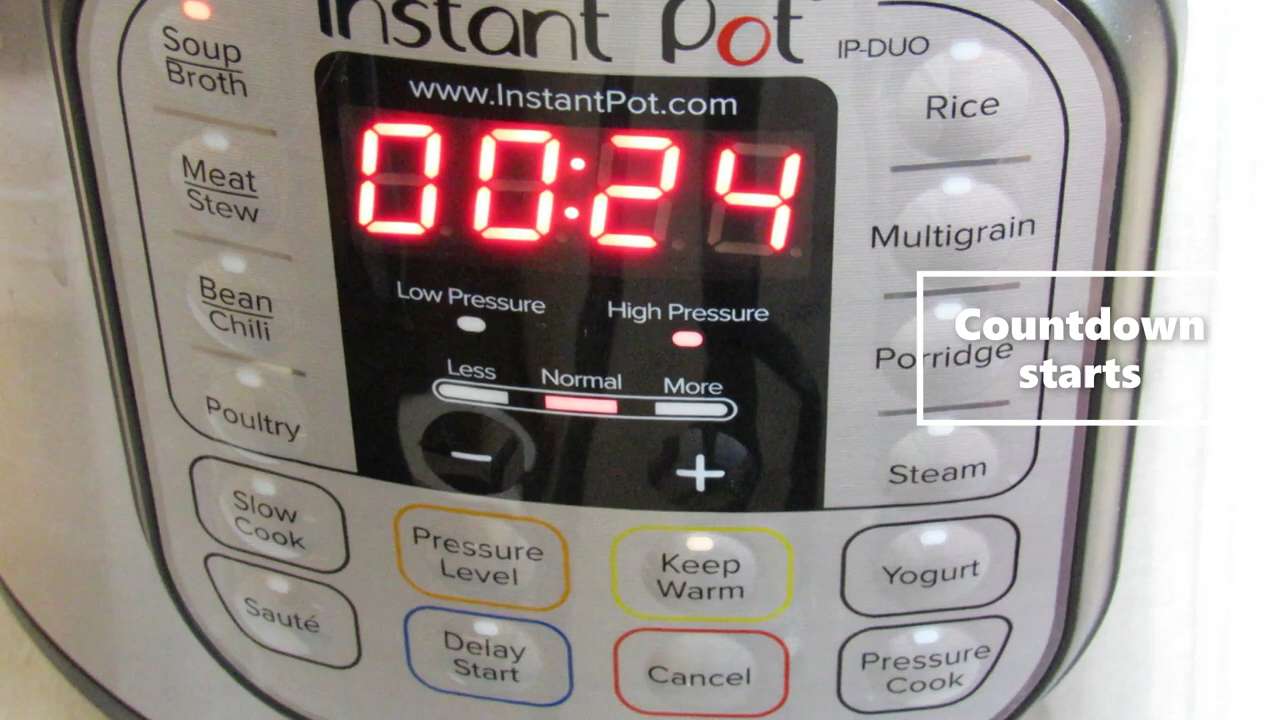 Instant Pot
IP-DUO
www.InstantPot.com
00:24
Low Pressure
High Pressure
Less
Normal
More
−
+
Soup
Broth
Meat
Stew
Bean
Chili
Poultry
Slow
Cook
Sauté
Pressure
Level
Delay
Start
Keep
Warm
Cancel
Rice
Multigrain
Porridge
Steam
Yogurt
Pressure
Cook
Countdown
starts